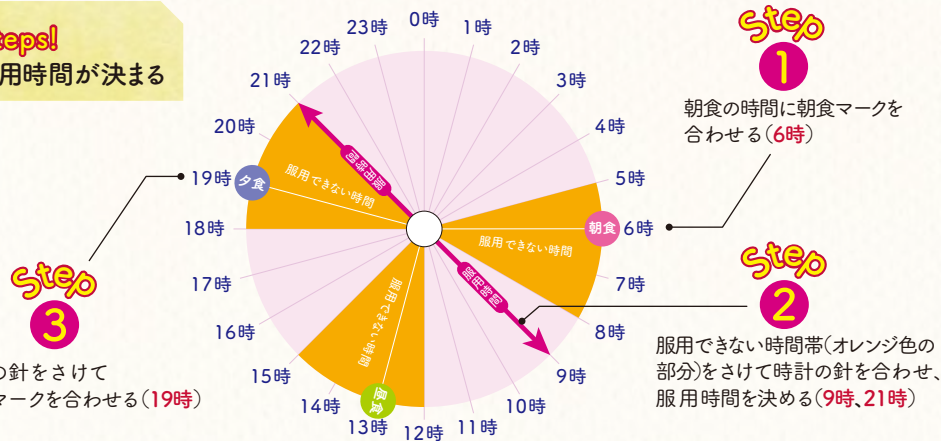 teps!
用時間が決まる
0時
1時
2時
3時
4時
5時
6時
7時
8時
9時
10時
11時
12時
13時
14時
15時
16時
17時
18時
19時
20時
21時
22時
23時
服用時間
服用できない時間
夕食
服用できない時間
朝食
服用時間
服用できない時間
昼食
Step
1
朝食の時間に朝食マークを
合わせる(6時)
Step
2
服用できない時間帯(オレンジ色の
部分)をさけて時計の針を合わせ、
服用時間を決める(9時、21時)
Step
3
の針をさけて
マークを合わせる(19時)